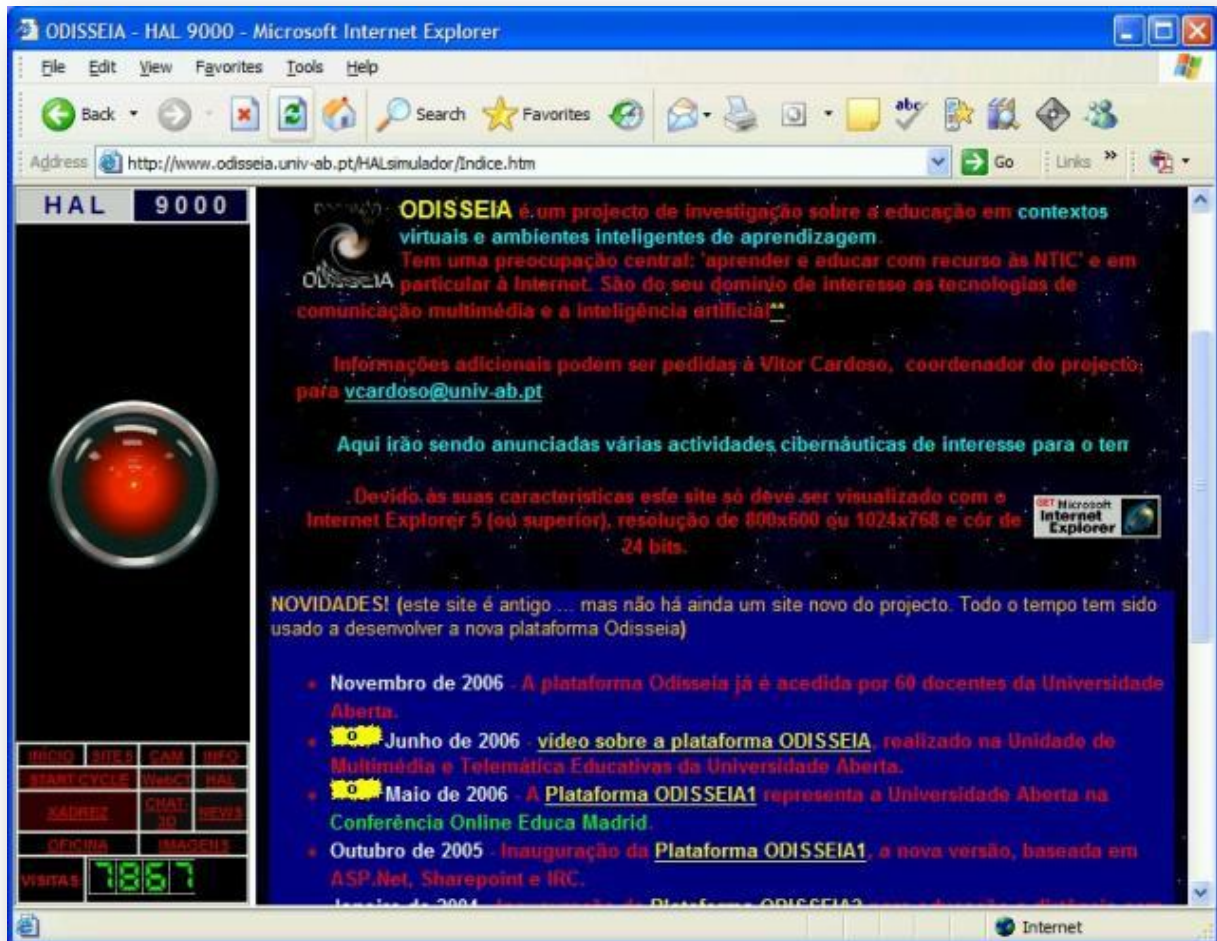 ODISSEIA - HAL 9000 - Microsoft Internet Explorer
File Edit View Favorites Tools Help
Back Search Favorites
Address http://www.odisseia.univ-ab.pt/HALsimulador/Indice.htm Go Links »
HAL 9000
ODISSEIA é um projecto de investigação sobre a educação em contextos
virtuais e ambientes inteligentes de aprendizagem.
Tem uma preocupação central: 'aprender e educar com recurso às NTIC' e em
ODISSEIA
particular à Internet. São do seu domínio de interesse as tecnologias de
comunicação multimédia e a inteligência artificial**.
Informações adicionais podem ser pedidas a Vitor Cardoso, coordenador do projecto,
para vcardoso@univ-ab.pt
Aqui irão sendo anunciadas várias actividades cibernáuticas de interesse para o ten
. Devido às suas características este site só deve ser visualizado com o
Internet Explorer 5 (ou superior), resolução de 800x600 ou 1024x768 e côr de
24 bits.
GET Microsoft
Internet
Explorer
NOVIDADES! (este site é antigo ... mas não há ainda um site novo do projecto. Todo o tempo tem sido
usado a desenvolver a nova plataforma Odisseia)
Novembro de 2006 - A plataforma Odisseia já é acedida por 60 docentes da Universidade
Aberta.
Junho de 2006 - vídeo sobre a plataforma ODISSEIA, realizado na Unidade de
Multimédia e Telemática Educativas da Universidade Aberta.
Maio de 2006 - A Plataforma ODISSEIA1 representa a Universidade Aberta na
Conferência Online Educa Madrid.
Outubro de 2005 - Inauguração da Plataforma ODISSEIA1, a nova versão, baseada em
ASP.Net, Sharepoint e IRC.
INÍCIO SITES CAM INFO
START CYCLE WebCT HAL
XADREZ CHAT 3D NEWS
OFICINA IMAGENS
VISITAS 7867
Internet